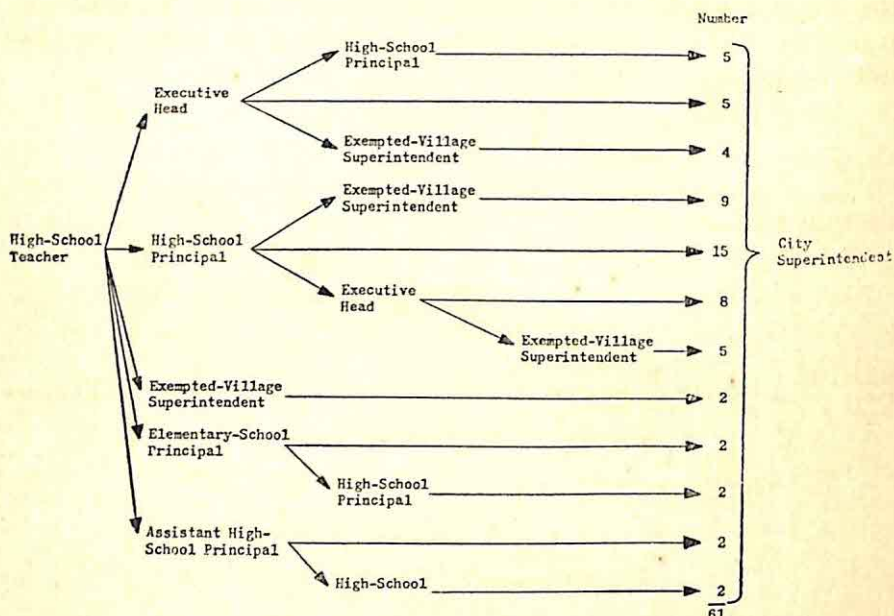 Number
High-School
Principal
5
Executive
Head
5
Exempted-Village
Superintendent
4
Exempted-Village
Superintendent
9
High-School
Teacher
High-School
Principal
15
City
Superintendent
Executive
Head
8
Exempted-Village
Superintendent
5
Exempted-Village
Superintendent
2
Elementary-School
Principal
2
High-School
Principal
2
Assistant High-
School Principal
2
High-School
2
61